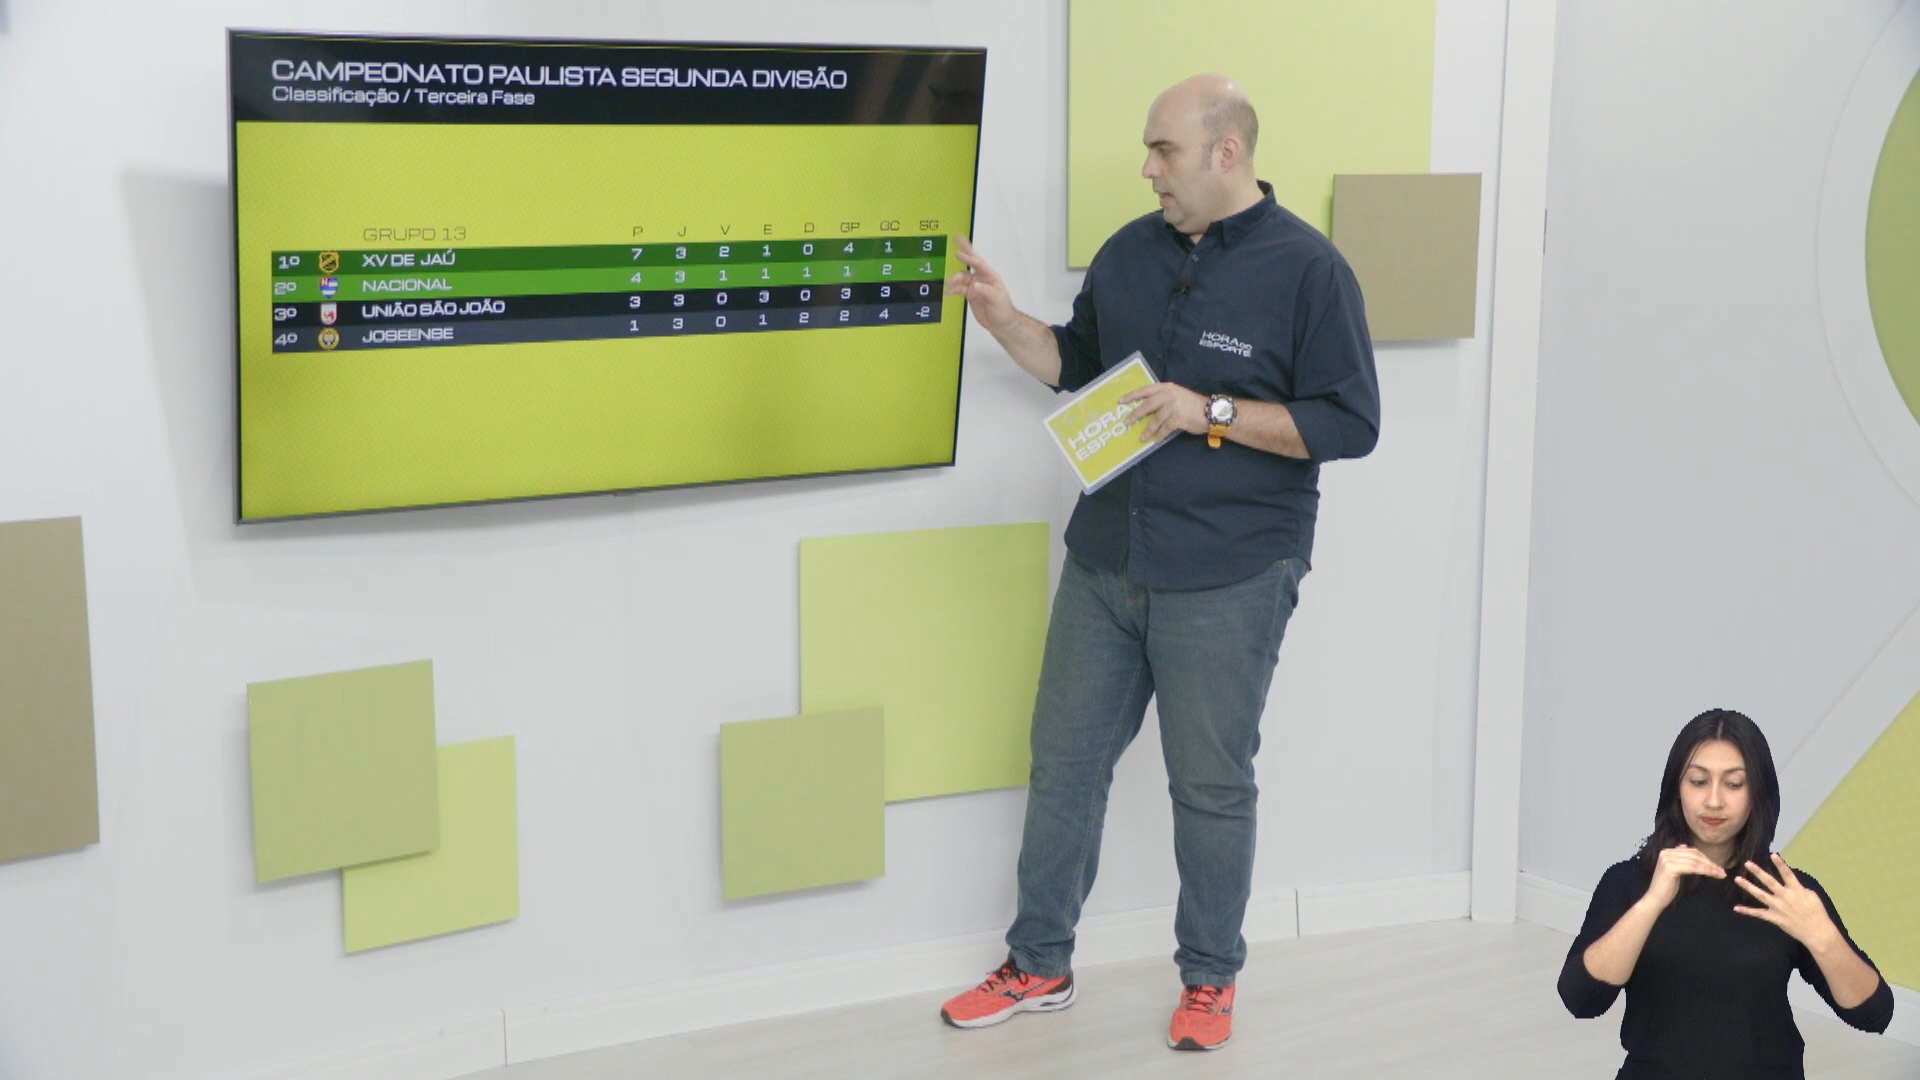 CAMPEONATO PAULISTA SEGUNDA DIVISÃO
Classificação / Terceira Fase
GRUPO 13 P J V E D GP GC SG
1º XV DE JAÚ 7 3 2 1 0 4 1 3
2º NACIONAL 4 3 1 1 1 1 2 -1
3º UNIÃO SÃO JOÃO 3 3 0 3 0 3 3 0
4º JOSEENSE 1 3 0 1 2 2 4 -2
HORA DO
ESPORTE
HORA
ESPO